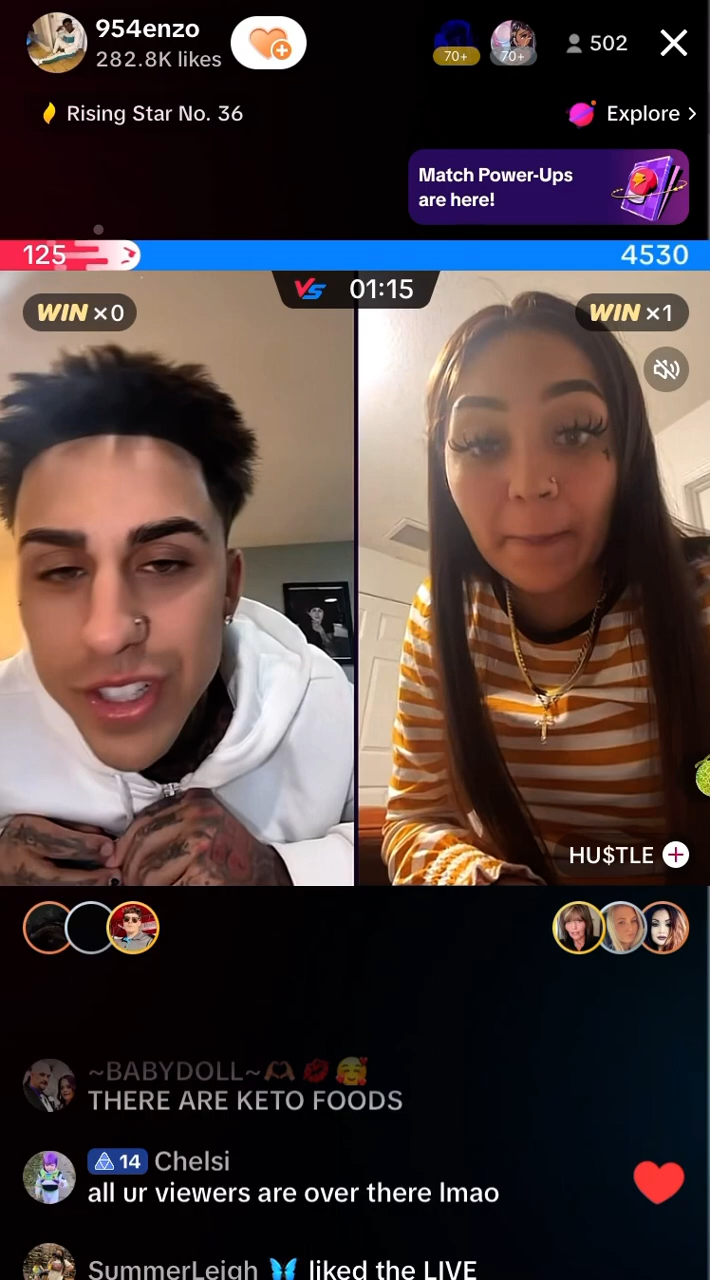 954enzo
282.8K likes
70+
70+
502
Rising Star No. 36
Explore
Match Power-Ups
are here!
125
4530
VS 01:15
WIN ×0
WIN ×1
HU$TLE
~BABYDOLL~🫶🏽💋🥰
THERE ARE KETO FOODS
14 Chelsi
all ur viewers are over there lmao
SummerLeigh 🦋 liked the LIVE